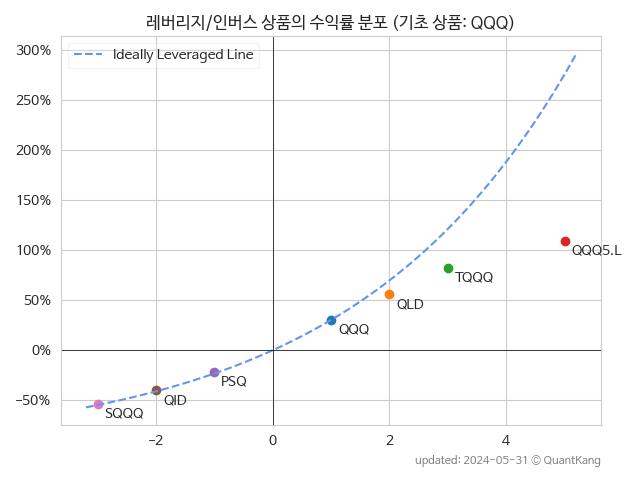 레버리지/인버스 상품의 수익률 분포 (기초 상품: QQQ)
300%
250%
200%
150%
100%
50%
0%
−50%
Ideally Leveraged Line
QQQ5.L
TQQQ
QLD
QQQ
PSQ
QID
SQQQ
−2 0 2 4
updated: 2024-05-31 © QuantKang